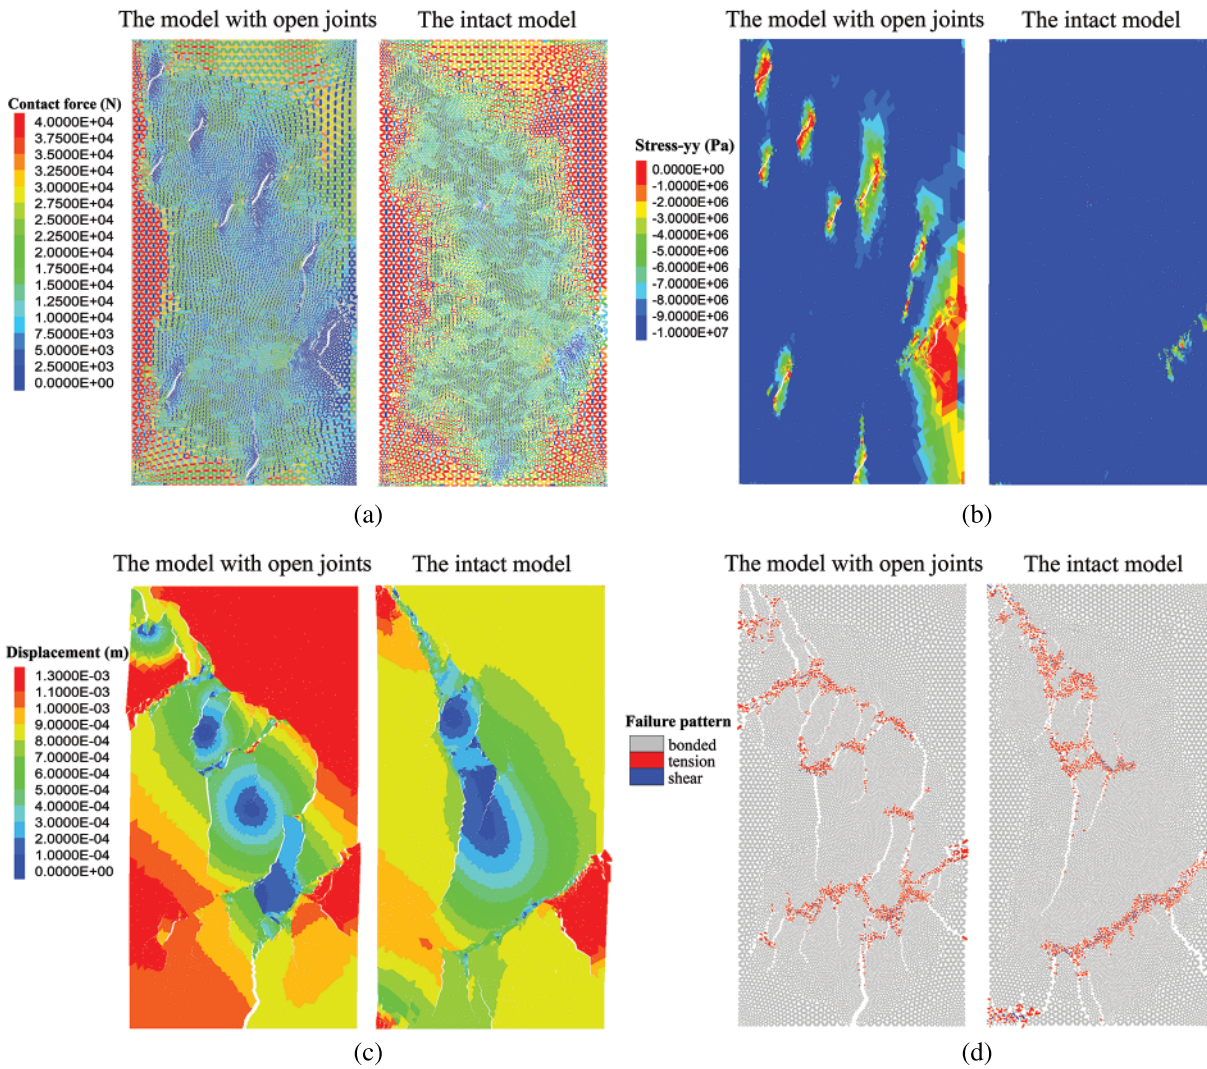 The model with open joints
The intact model
Contact force (N)
4.0000E+04
3.7500E+04
3.5000E+04
3.2500E+04
3.0000E+04
2.7500E+04
2.5000E+04
2.2500E+04
2.0000E+04
1.7500E+04
1.5000E+04
1.2500E+04
1.0000E+04
7.5000E+03
5.0000E+03
2.5000E+03
0.0000E+00
(a)
The model with open joints
The intact model
Stress-yy (Pa)
0.0000E+00
-1.0000E+06
-2.0000E+06
-3.0000E+06
-4.0000E+06
-5.0000E+06
-6.0000E+06
-7.0000E+06
-8.0000E+06
-9.0000E+06
-1.0000E+07
(b)
The model with open joints
The intact model
Displacement (m)
1.3000E-03
1.1000E-03
1.0000E-03
9.0000E-04
8.0000E-04
7.0000E-04
6.0000E-04
5.0000E-04
4.0000E-04
3.0000E-04
2.0000E-04
1.0000E-04
0.0000E+00
(c)
The model with open joints
The intact model
Failure pattern
bonded
tension
shear
(d)